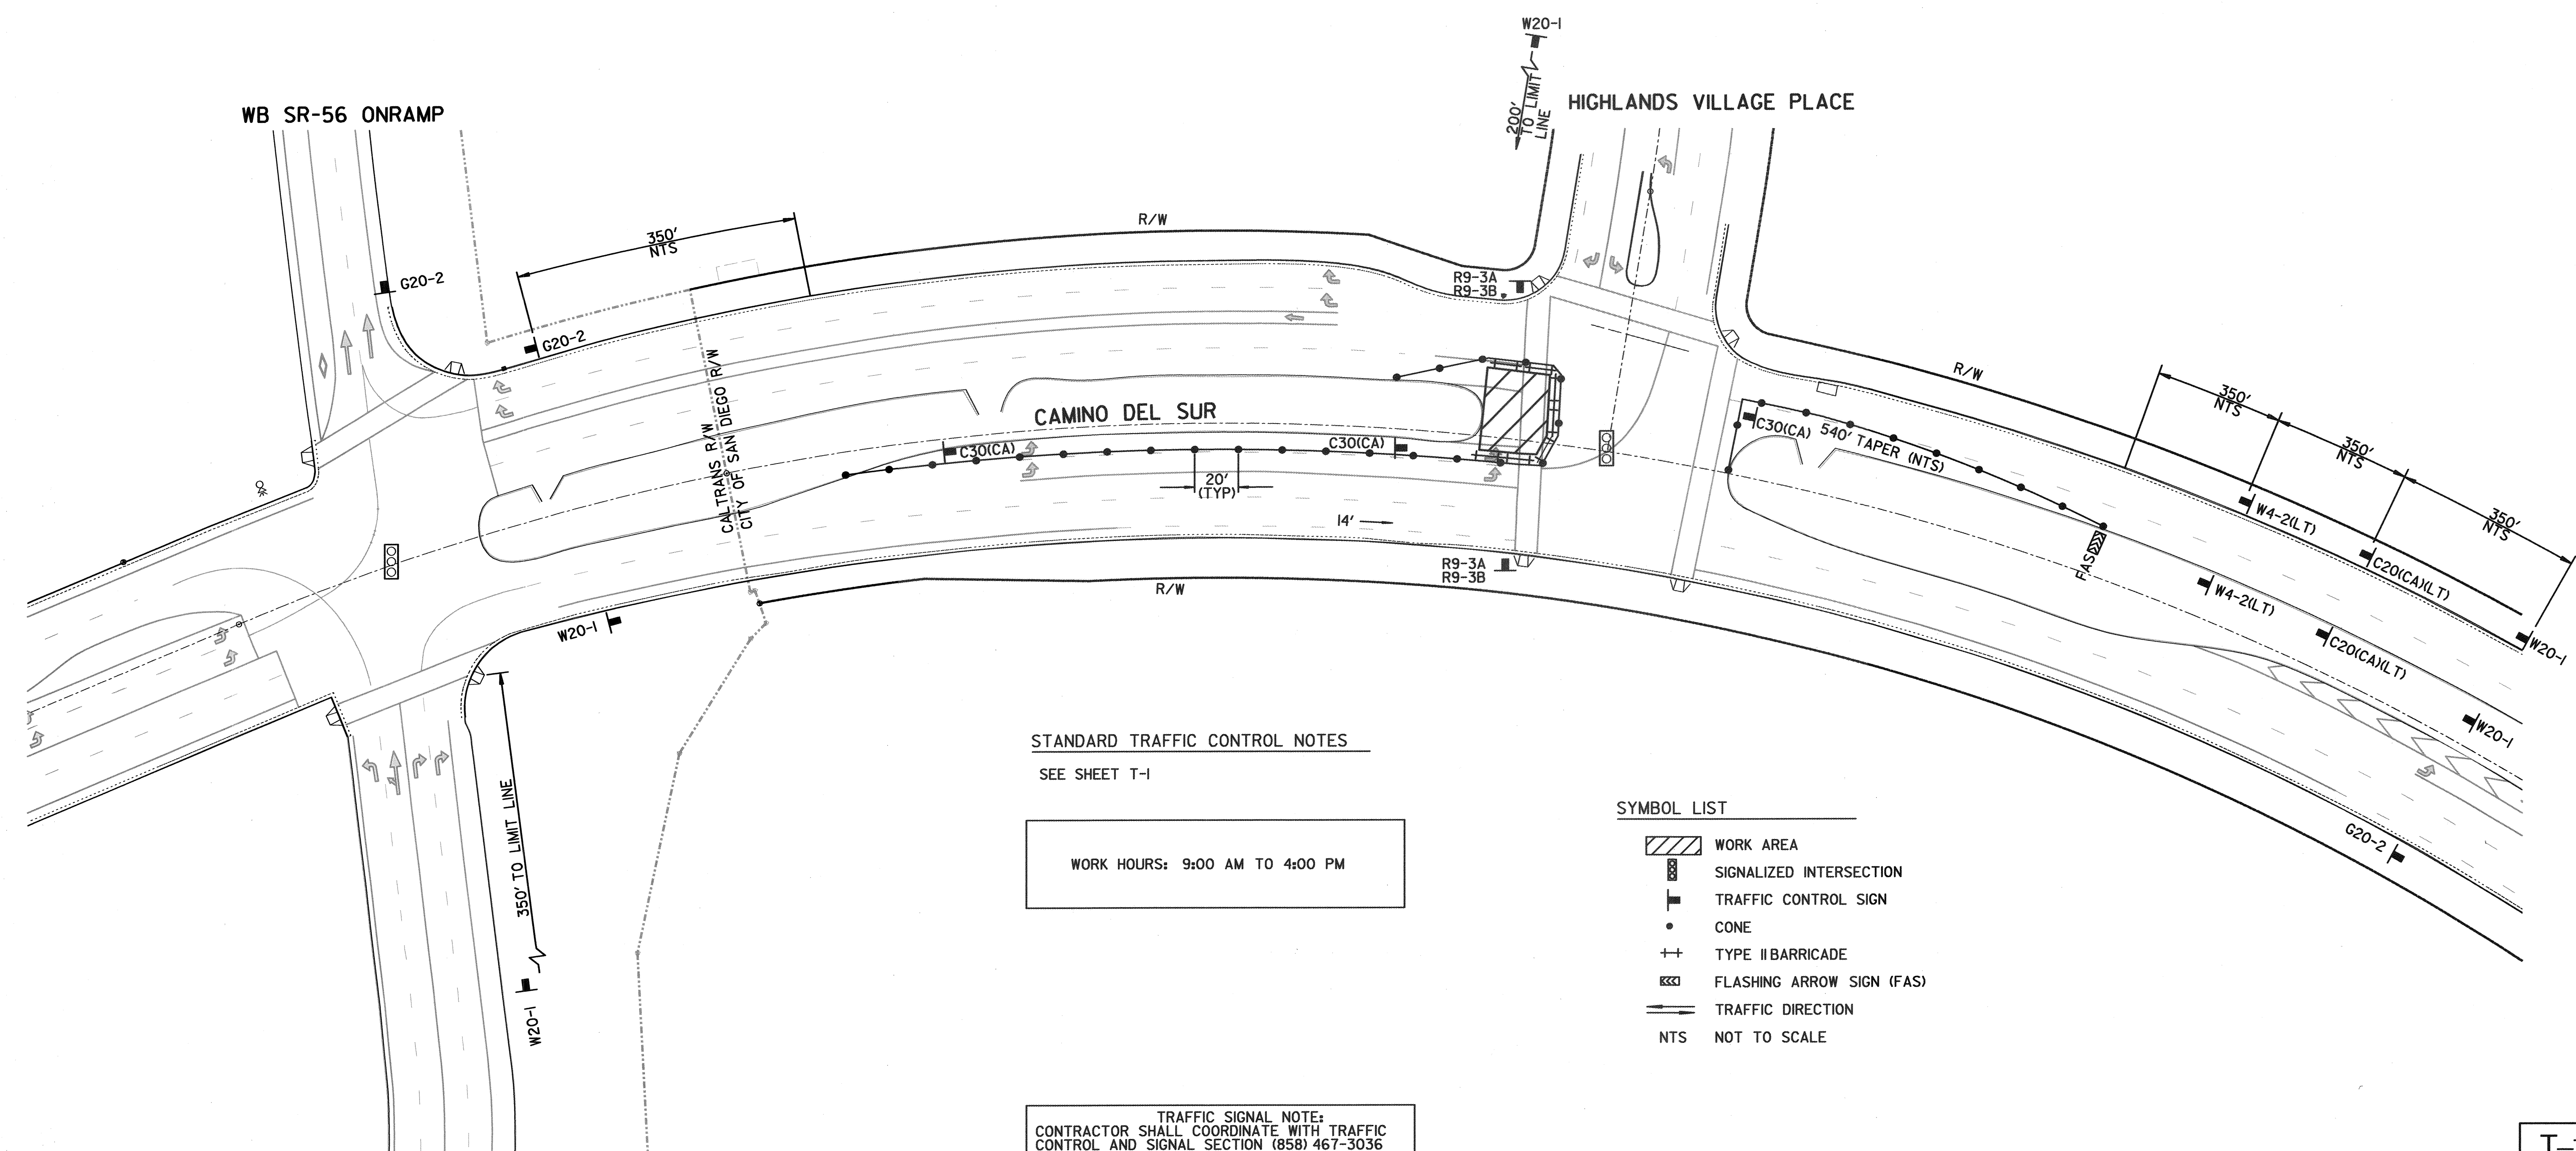 W20-1
200'
TO LIMIT
LINE
HIGHLANDS VILLAGE PLACE
WB SR-56 ONRAMP
350'
NTS
R/W
G20-2
G20-2
R9-3A
R9-3B
CALTRANS R/W
CITY OF SAN DIEGO R/W
CAMINO DEL SUR
C30(CA)
C30(CA)
20'
(TYP)
14'
R9-3A
R9-3B
R/W
W20-1
R/W
350'
NTS
350'
NTS
350'
NTS
C30(CA)
540' TAPER (NTS)
FAS
W4-2(LT)
C20(CA)(LT)
W20-1
W4-2(LT)
C20(CA)(LT)
W20-1
G20-2
350' TO LIMIT LINE
W20-1
STANDARD TRAFFIC CONTROL NOTES
SEE SHEET T-1
WORK HOURS: 9:00 AM TO 4:00 PM
SYMBOL LIST
WORK AREA
SIGNALIZED INTERSECTION
TRAFFIC CONTROL SIGN
CONE
TYPE II BARRICADE
FLASHING ARROW SIGN (FAS)
TRAFFIC DIRECTION
NTS NOT TO SCALE
TRAFFIC SIGNAL NOTE:
CONTRACTOR SHALL COORDINATE WITH TRAFFIC
CONTROL AND SIGNAL SECTION (858) 467-3036